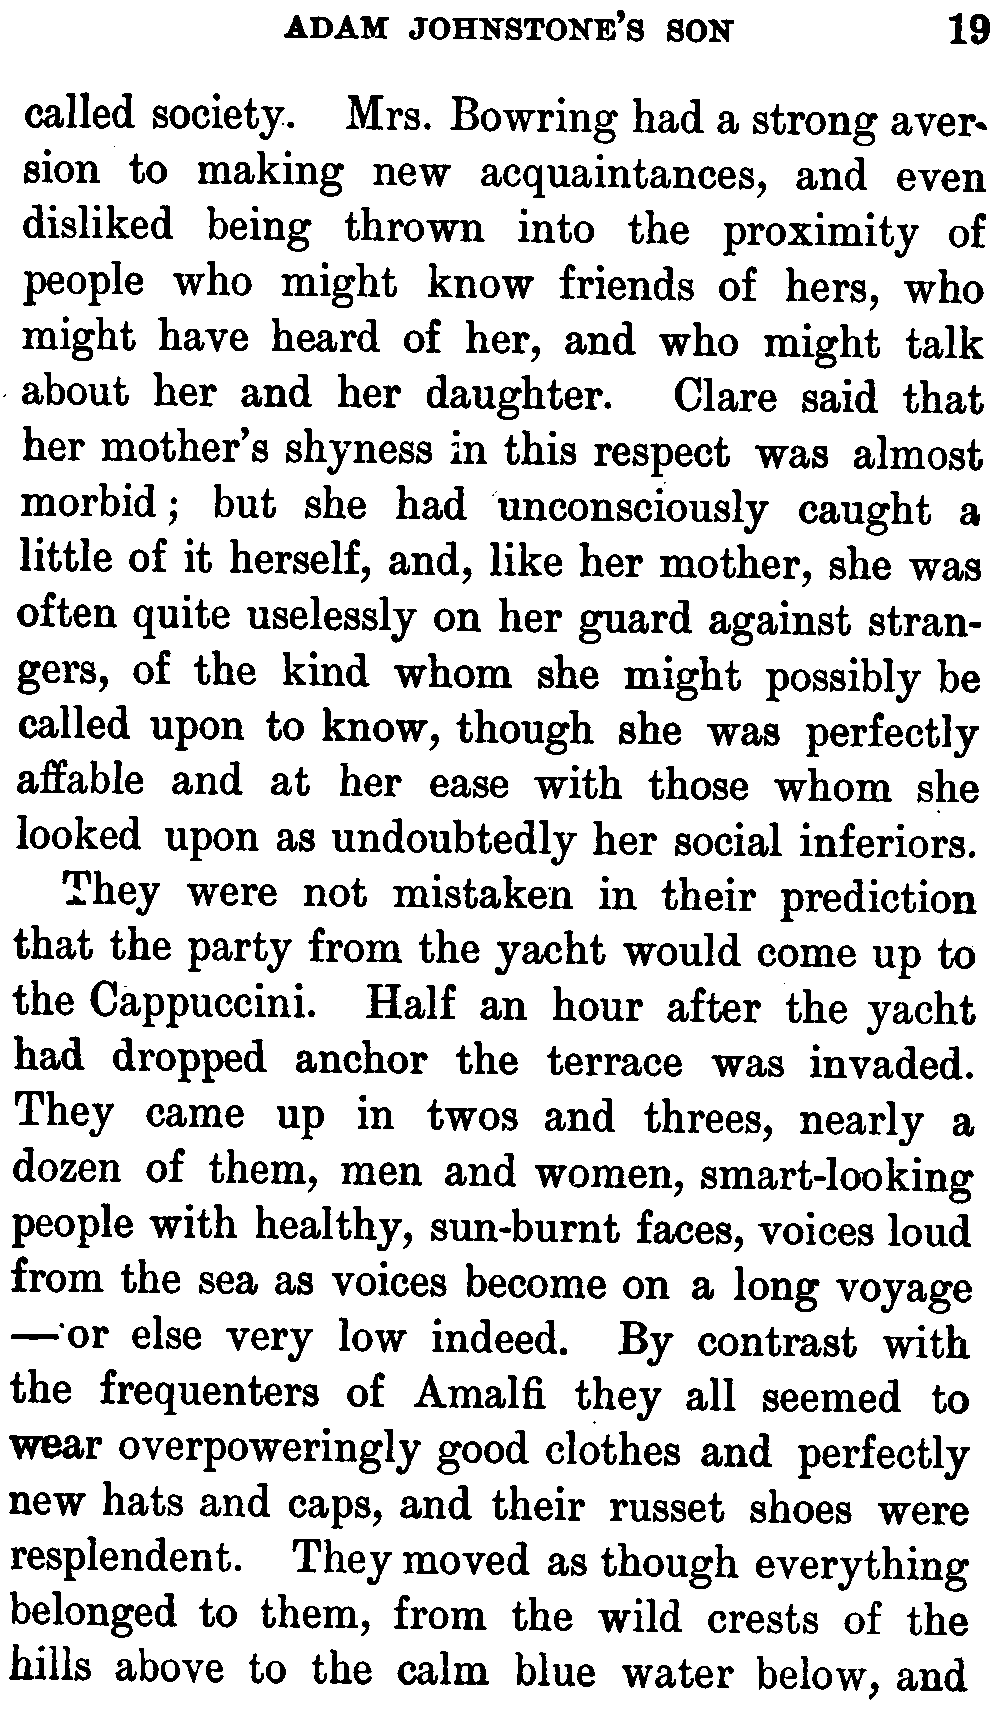 ADAM JOHNSTONE'S SON 19
called society. Mrs. Bowring had a strong aver-
sion to making new acquaintances, and even
disliked being thrown into the proximity of
people who might know friends of hers, who
might have heard of her, and who might talk
about her and her daughter. Clare said that
her mother's shyness in this respect was almost
morbid; but she had unconsciously caught a
little of it herself, and, like her mother, she was
often quite uselessly on her guard against stran-
gers, of the kind whom she might possibly be
called upon to know, though she was perfectly
affable and at her ease with those whom she
looked upon as undoubtedly her social inferiors.
They were not mistaken in their prediction
that the party from the yacht would come up to
the Cappuccini. Half an hour after the yacht
had dropped anchor the terrace was invaded.
They came up in twos and threes, nearly a
dozen of them, men and women, smart-looking
people with healthy, sun-burnt faces, voices loud
from the sea as voices become on a long voyage
—or else very low indeed. By contrast with
the frequenters of Amalfi they all seemed to
wear overpoweringly good clothes and perfectly
new hats and caps, and their russet shoes were
resplendent. They moved as though everything
belonged to them, from the wild crests of the
hills above to the calm blue water below, and